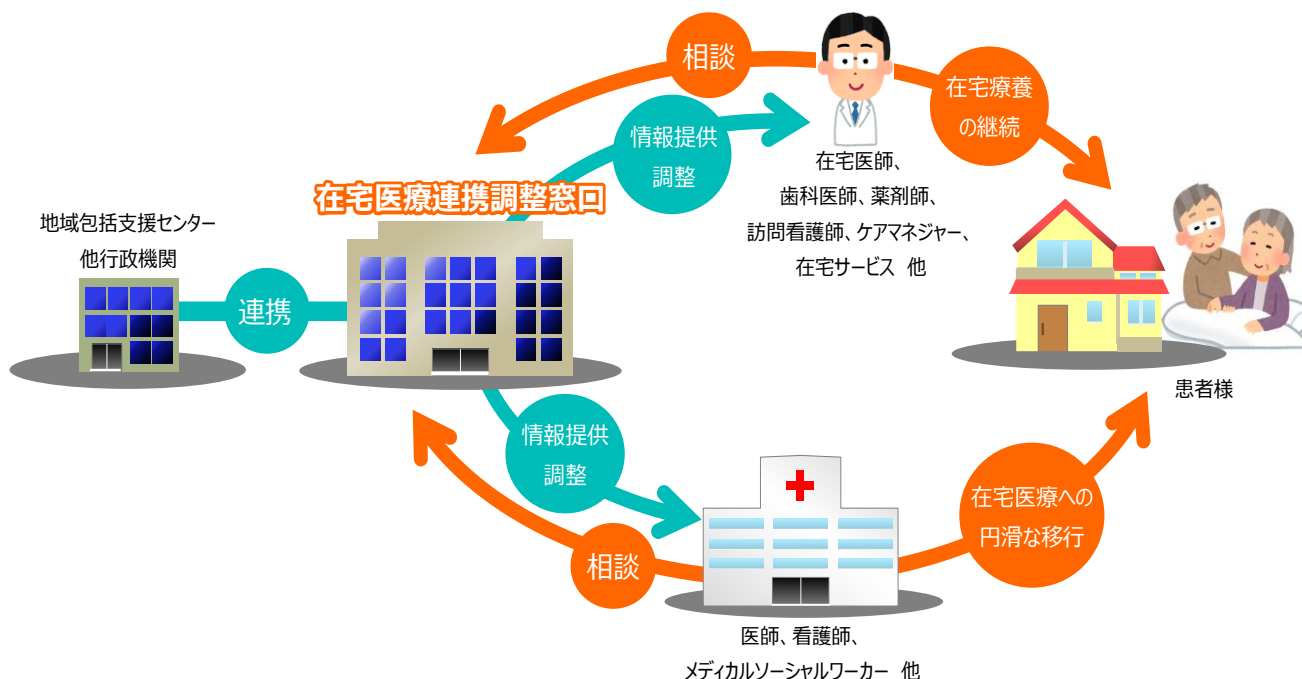 相談
在宅療養
の継続
情報提供
調整
在宅医師、
歯科医師、薬剤師、
訪問看護師、ケアマネジャー、
在宅サービス 他
在宅医療連携調整窓口
地域包括支援センター
他行政機関
連携
患者様
情報提供
調整
相談
在宅医療への
円滑な移行
医師、看護師、
メディカルソーシャルワーカー 他